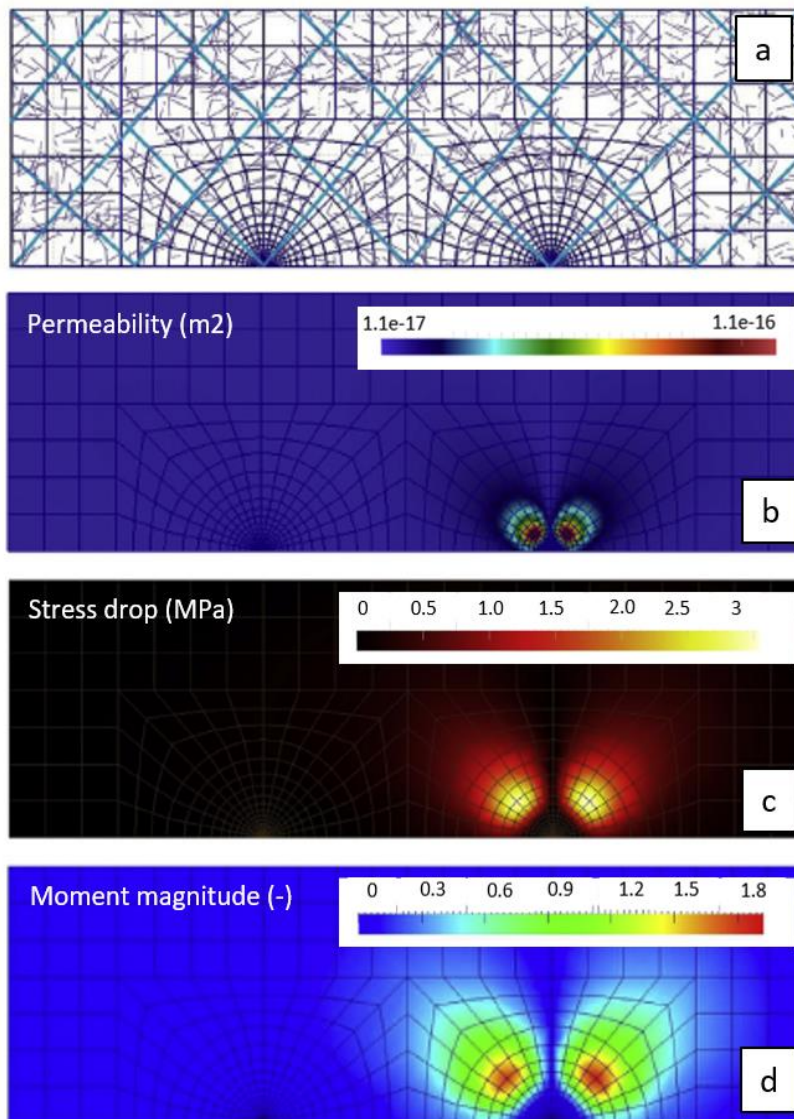 a
Permeability (m2)
1.1e-17 1.1e-16
b
Stress drop (MPa)
0 0.5 1.0 1.5 2.0 2.5 3
c
Moment magnitude (-)
0 0.3 0.6 0.9 1.2 1.5 1.8
d